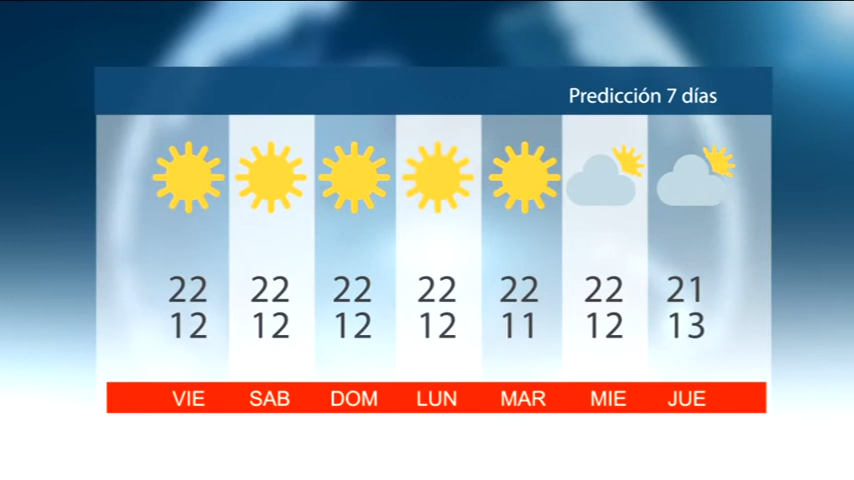 Predicción 7 días
22 22 22 22 22 22 21
12 12 12 12 11 12 13
VIE SAB DOM LUN MAR MIE JUE